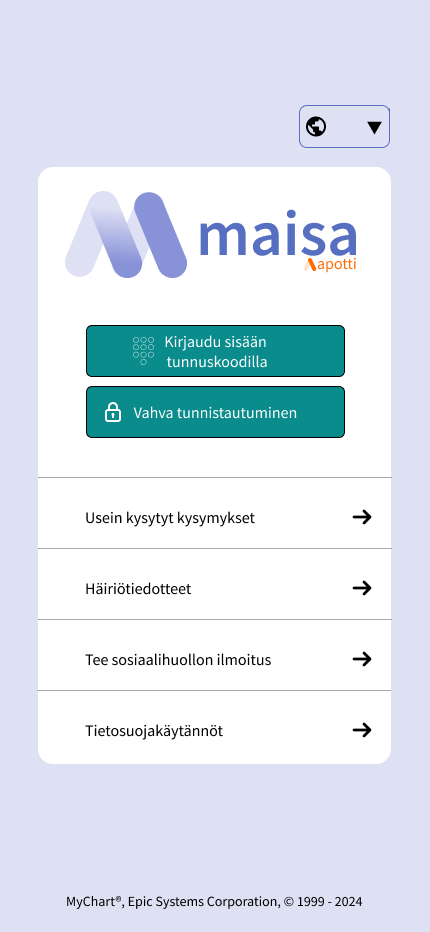 maisa
apotti
Kirjaudu sisään
tunnuskoodilla
Vahva tunnistautuminen
Usein kysytyt kysymykset
Häiriötiedotteet
Tee sosiaalihuollon ilmoitus
Tietosuojakäytännöt
MyChart®, Epic Systems Corporation, © 1999 - 2024